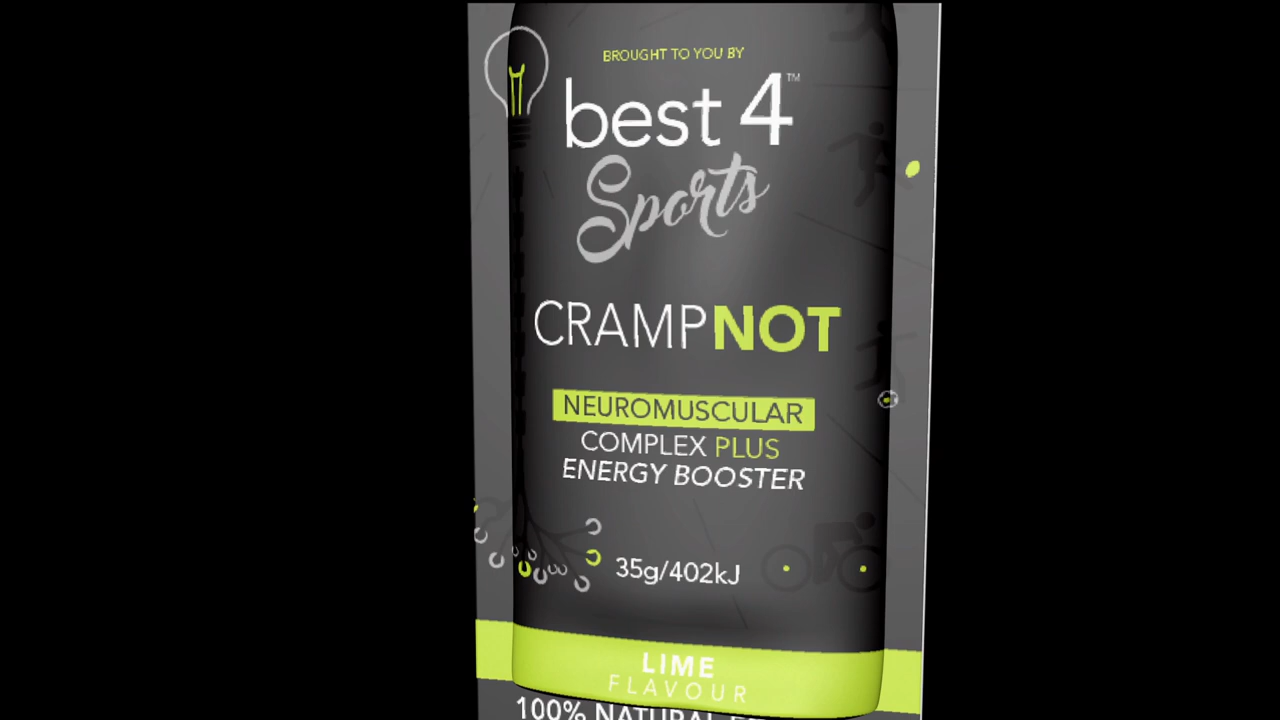 BROUGHT TO YOU BY
best 4™
Sports
CRAMPNOT
NEUROMUSCULAR
COMPLEX PLUS
ENERGY BOOSTER
35g/402kJ
LIME
FLAVOUR
100% NATURAL